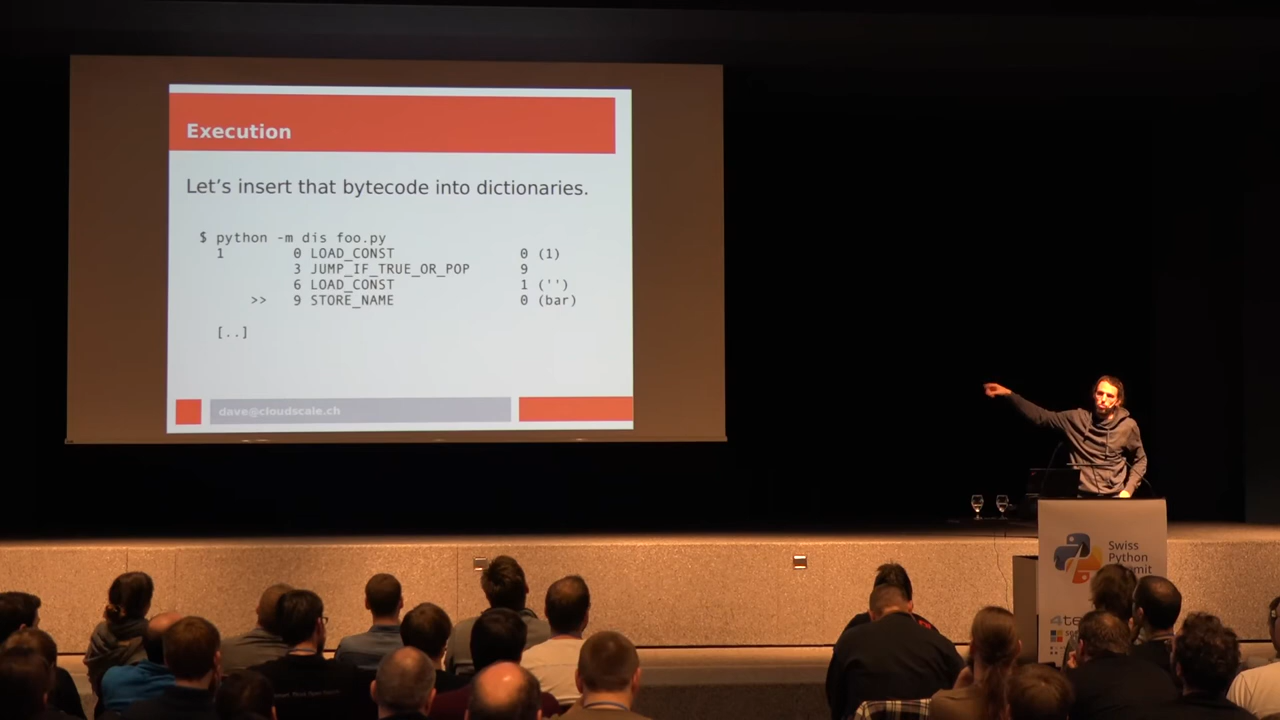 Execution
Let's insert that bytecode into dictionaries.
$ python -m dis foo.py
1 0 LOAD_CONST 0 (1)
3 JUMP_IF_TRUE_OR_POP 9
6 LOAD_CONST 1 ('')
>> 9 STORE_NAME 0 (bar)
[..]
dave@cloudscale.ch
Swiss
Python